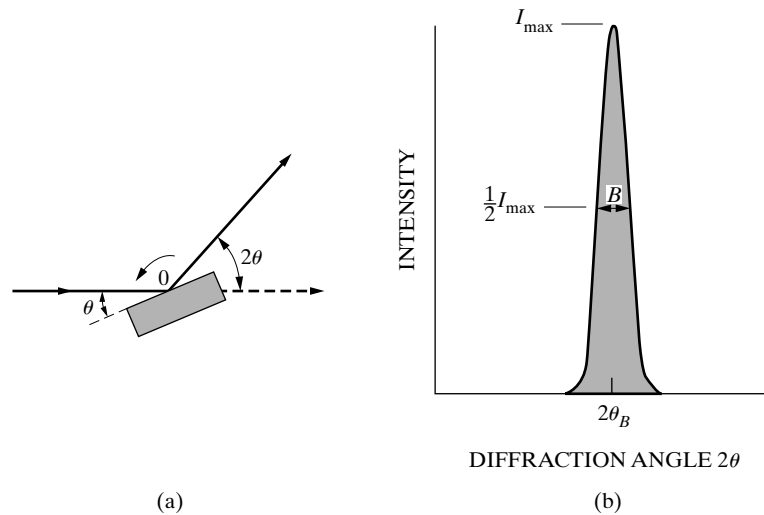 2θ
0
θ
(a)
I_max
½I_max
B
INTENSITY
2θ_B
DIFFRACTION ANGLE 2θ
(b)